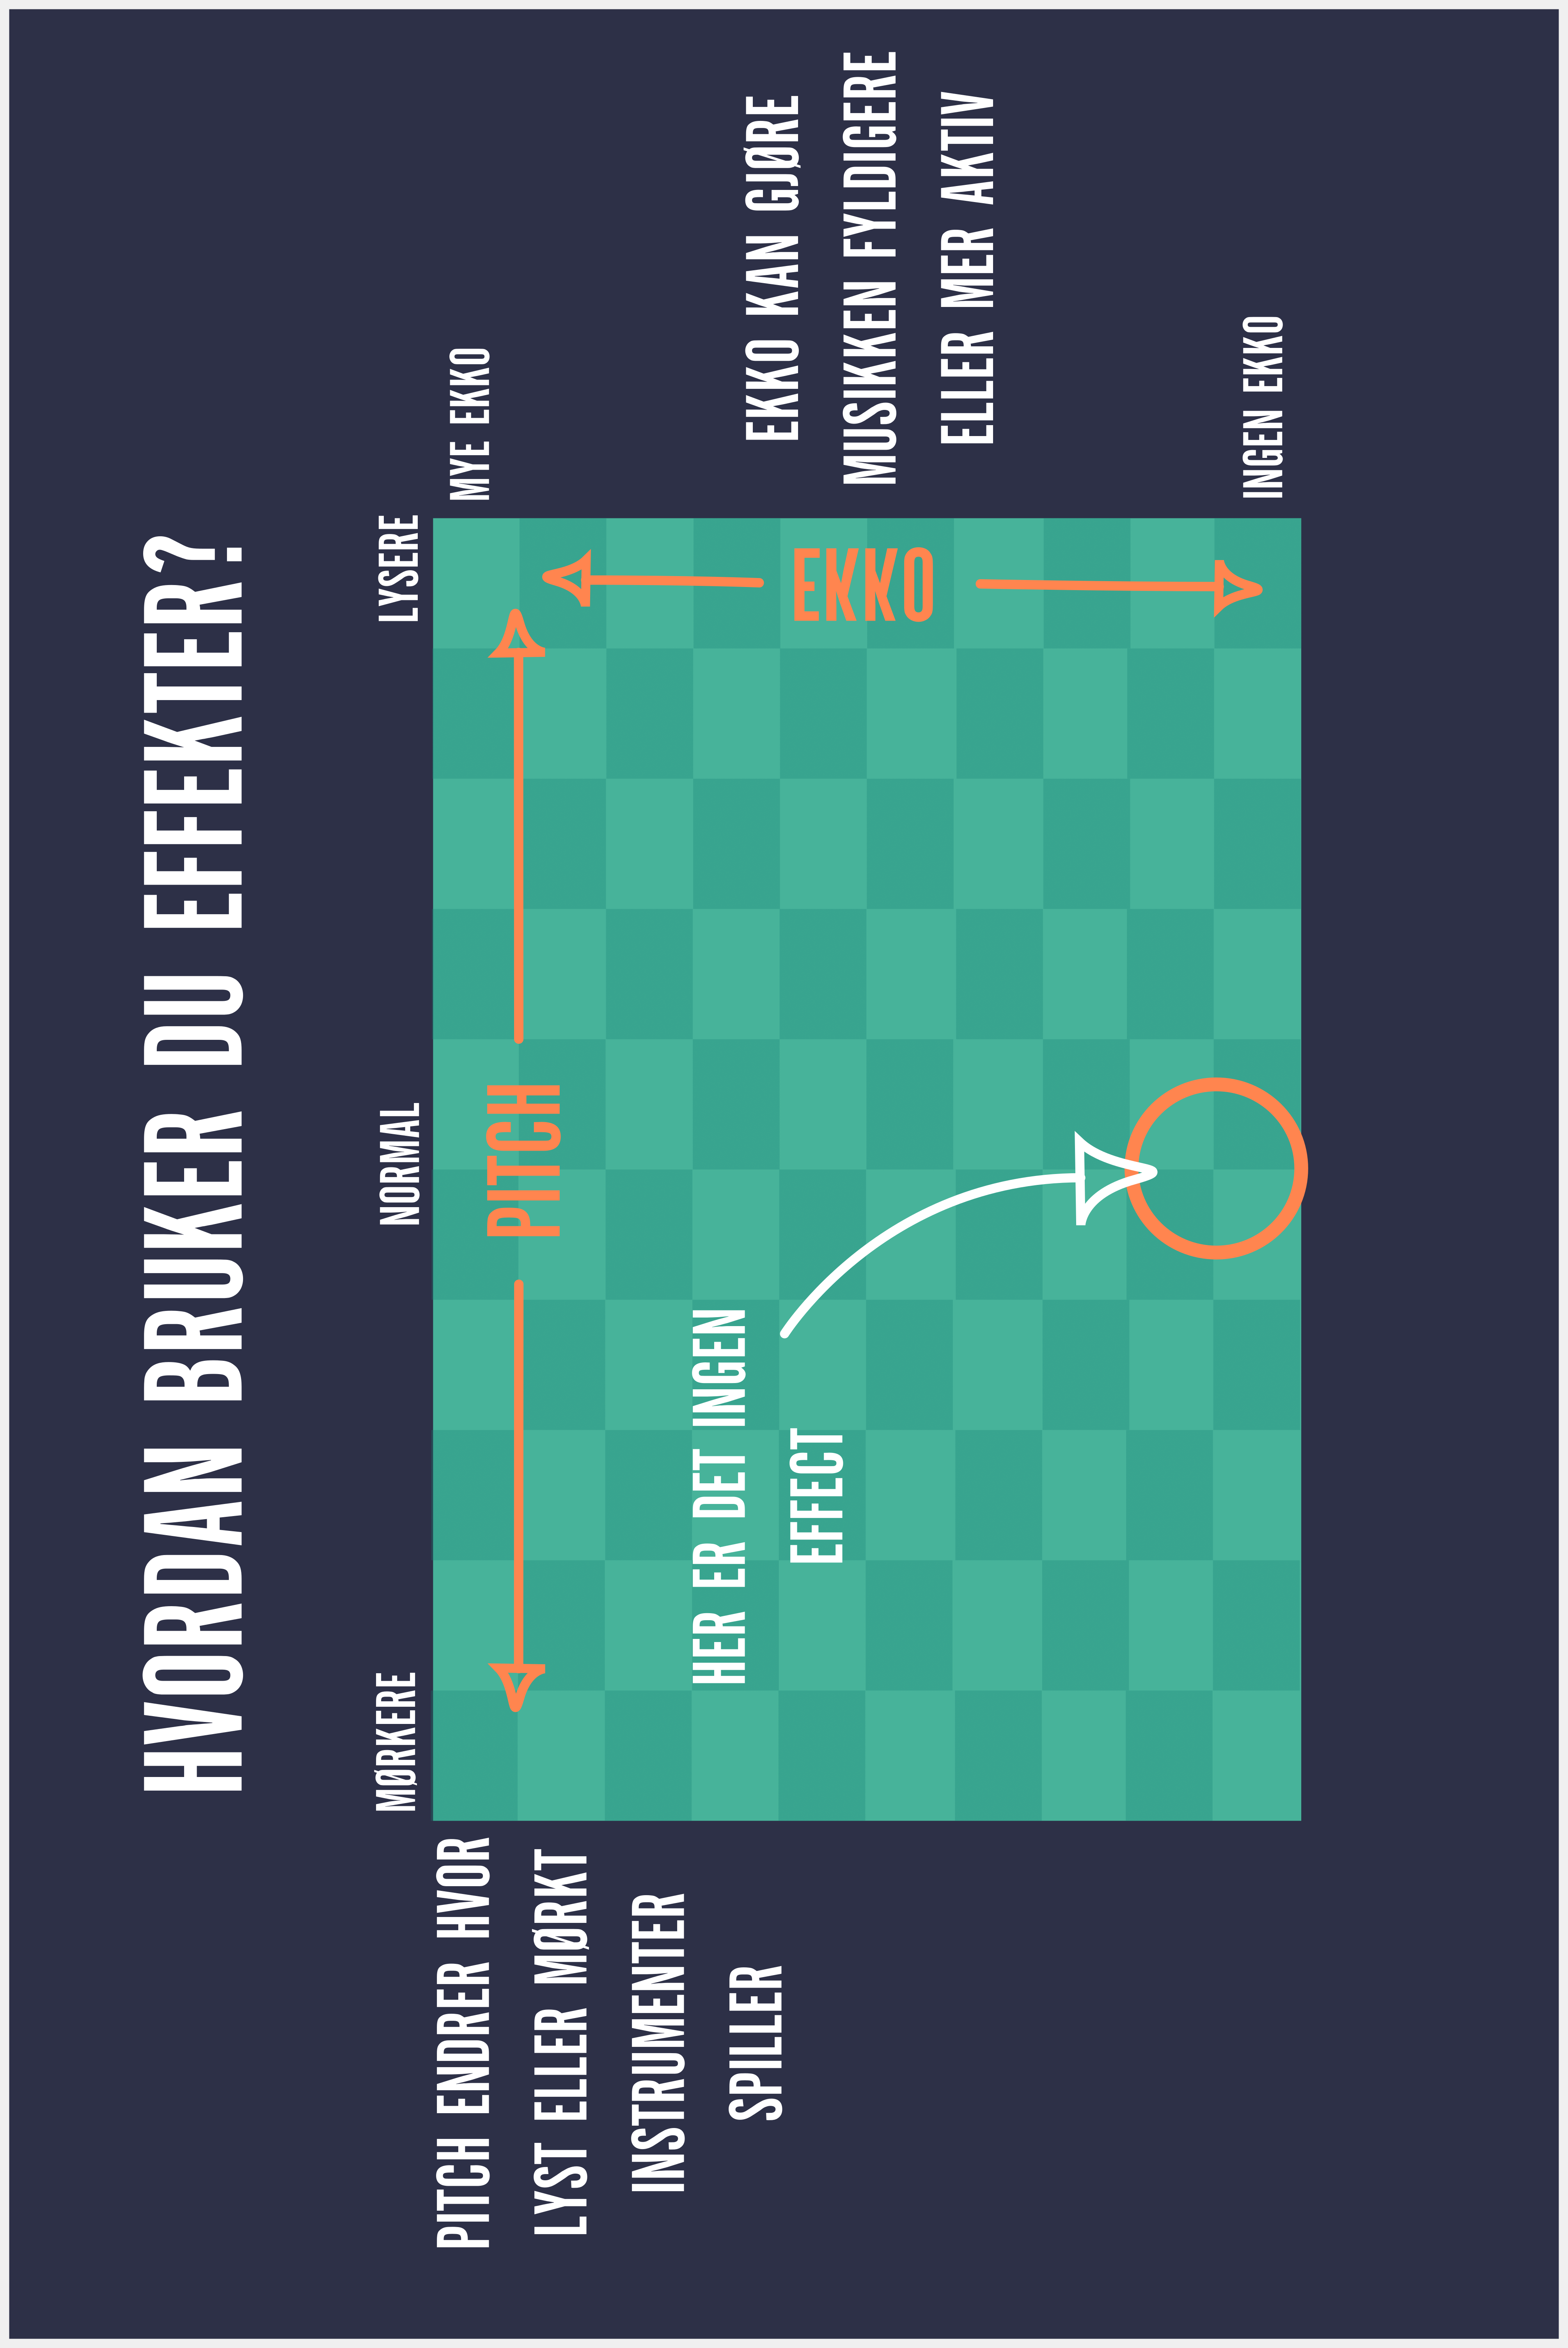 HVORDAN BRUKER DU EFFEKTER?
MØRKERE
NORMAL
LYSERE
PITCH ENDRER HVOR
LYST ELLER MØRKT
INSTRUMENTER
SPILLER
PITCH
MYE EKKO
EKKO
HER ER DET INGEN
EFFECT
EKKO KAN GJØRE
MUSIKKEN FYLDIGERE
ELLER MER AKTIV
INGEN EKKO